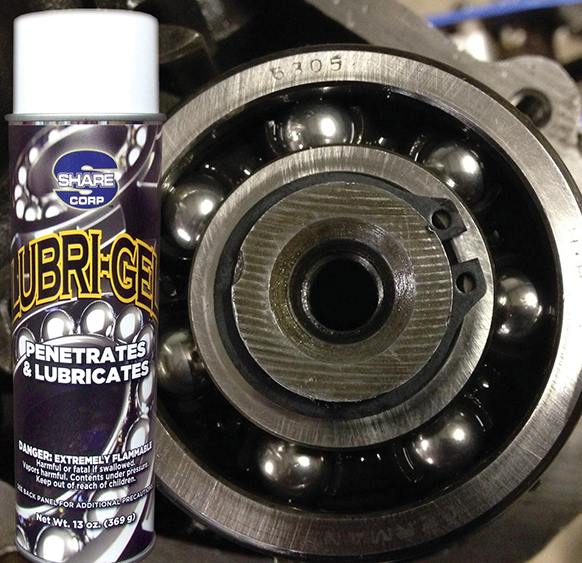 6305
SHARE
CORP
LUBRI-GEL
PENETRATES
& LUBRICATES
DANGER: EXTREMELY FLAMMABLE
Harmful or fatal if swallowed.
Vapors harmful. Contents under pressure.
Keep out of reach of children.
SEE BACK PANEL FOR ADDITIONAL PRECAUTIONS
Net Wt. 13 oz. (369 g)